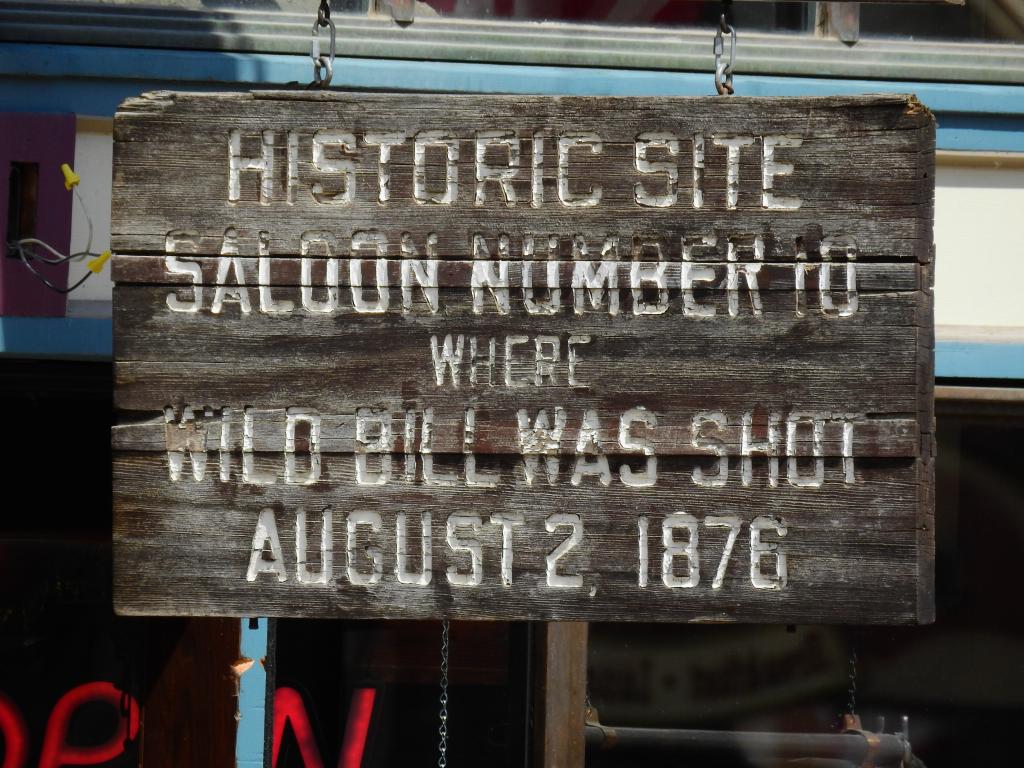 HISTORIC SITE
SALOON NUMBER 10
WHERE
WILD BILL WAS SHOT
AUGUST 2, 1876